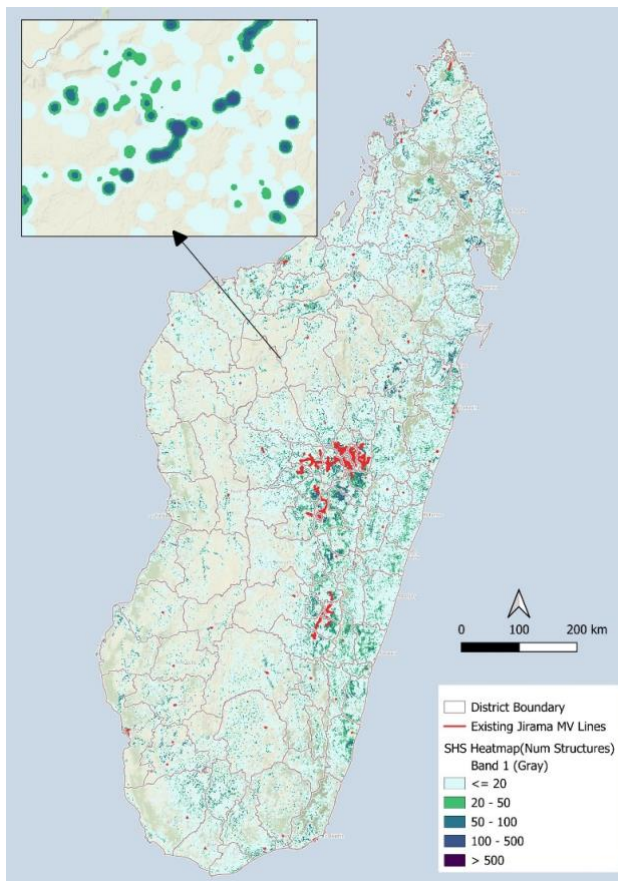 0 100 200 km
District Boundary
Existing Jirama MV Lines
SHS Heatmap(Num Structures)
Band 1 (Gray)
<= 20
20 - 50
50 - 100
100 - 500
> 500